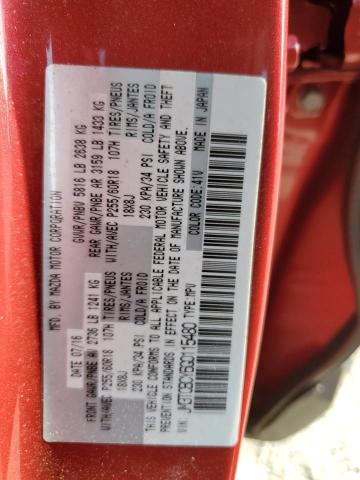 MFD. BY MAZDA MOTOR CORPORATION
DATE 07/16 GVWR/PNBV 5816 LB 2638 KG
FRONT GAWR/PNBE AV 2736 LB 1241 KG REAR GAWR/PNBE AR 3159 LB 1433 KG
WITH/AVEC P255/60R18 107H TIRES/PNEUS WITH/AVEC P255/60R18 107H TIRES/PNEUS
18X8J RIMS/JANTES 18X8J RIMS/JANTES
230 KPA/34 PSI COLD/A FROID 230 KPA/34 PSI COLD/A FROID
THIS VEHICLE CONFORMS TO ALL APPLICABLE FEDERAL MOTOR VEHICLE SAFETY AND THEFT
PREVENTION STANDARDS IN EFFECT ON THE DATE OF MANUFACTURE SHOWN ABOVE.
VIN: TYPE: MPV COLOR CODE: 41V MADE IN JAPAN